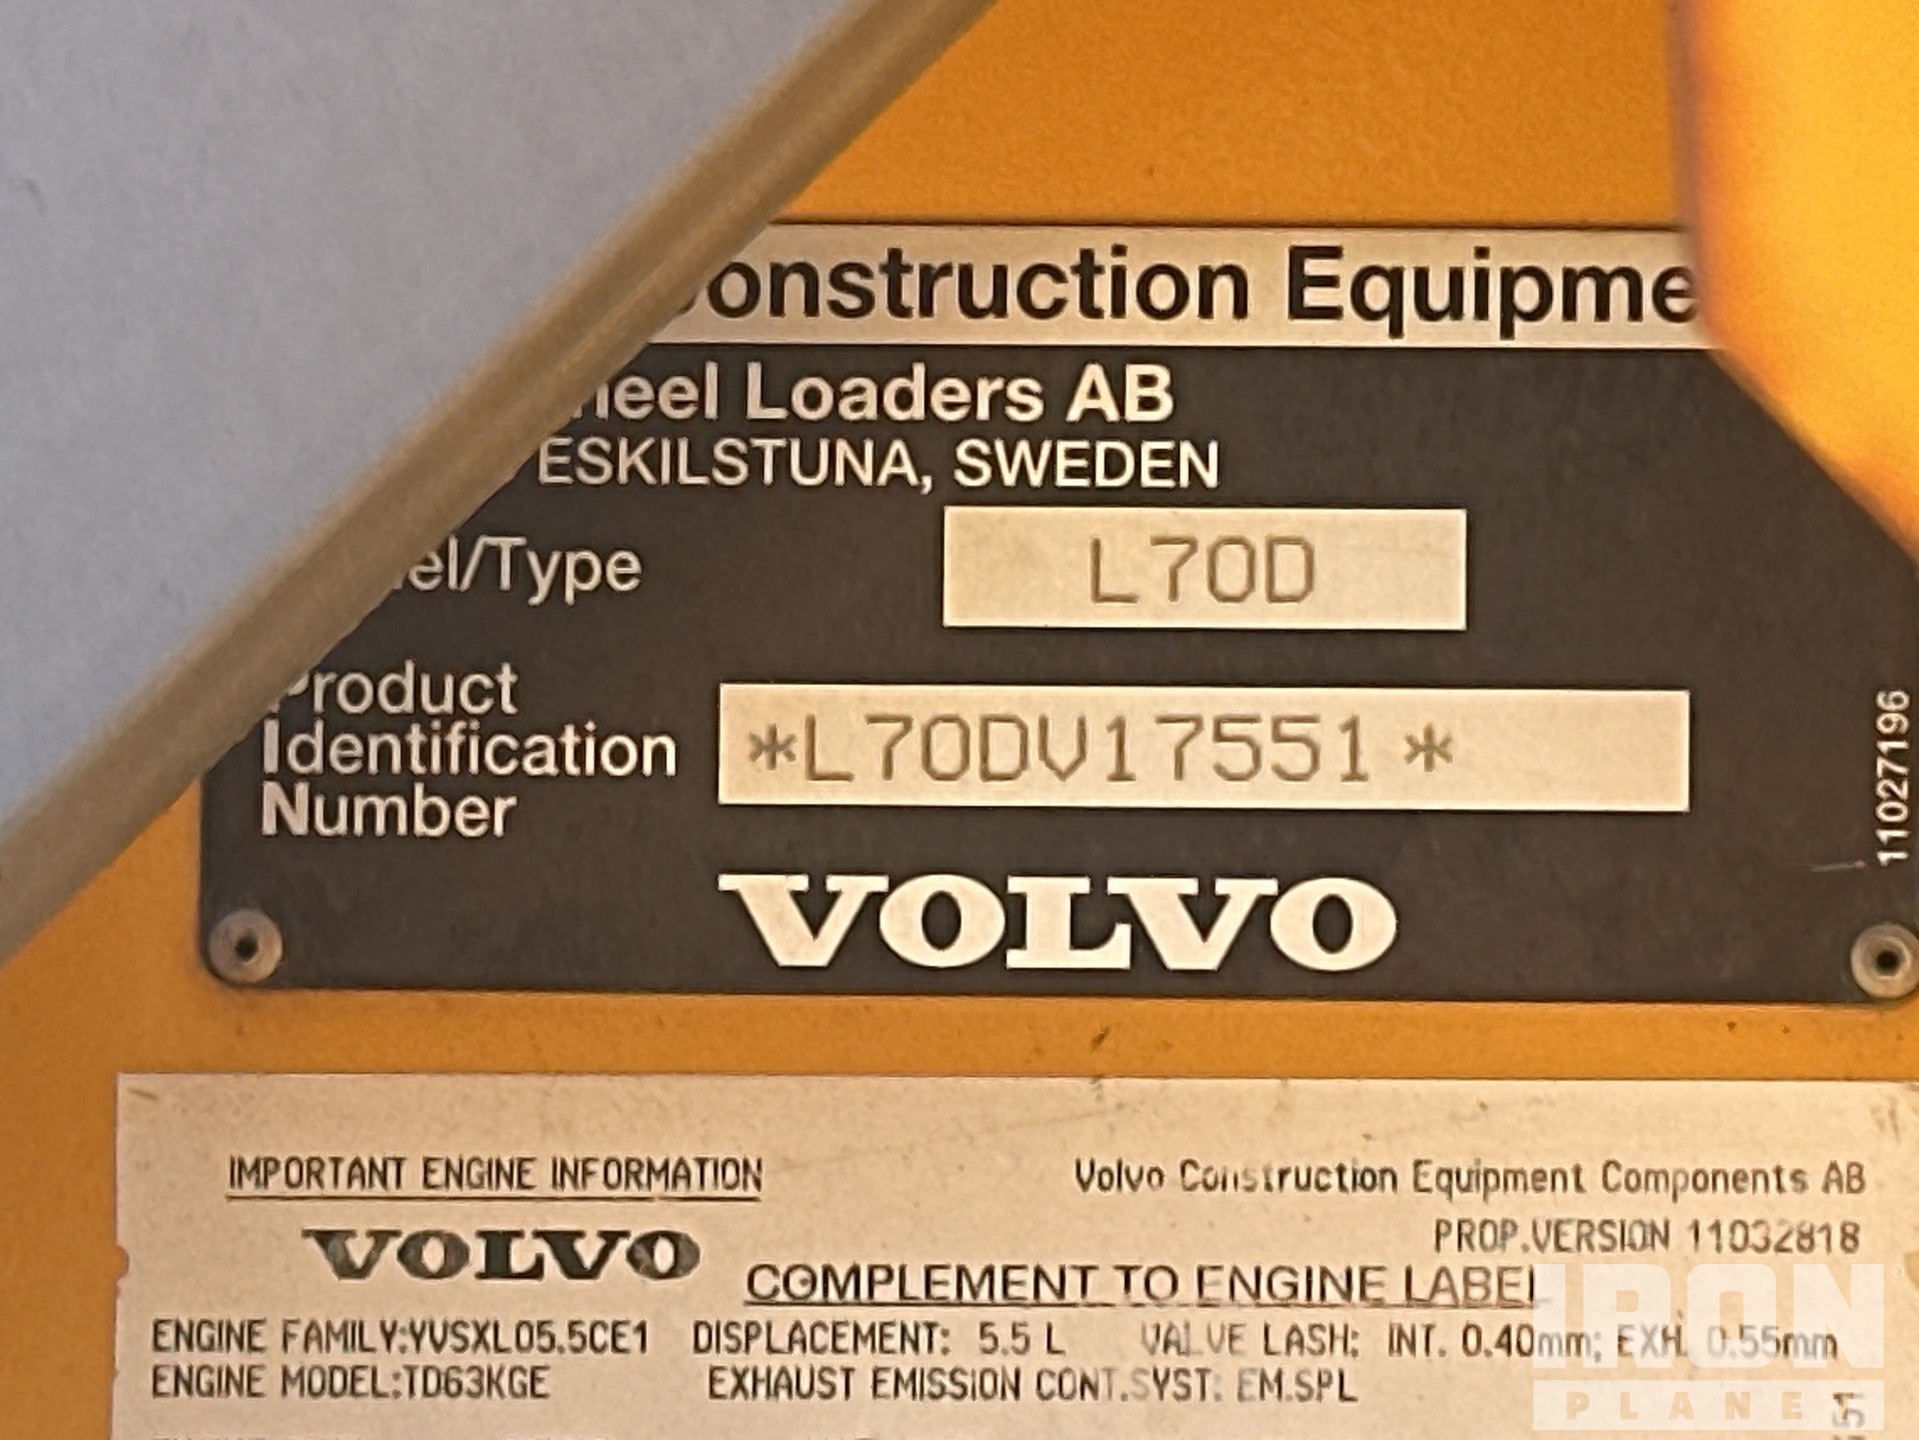 Construction Equipme
heel Loaders AB
ESKILSTUNA, SWEDEN
el/Type
L70D
Product
Identification
Number
*L70DV17551*
11027196
VOLVO
IMPORTANT ENGINE INFORMATION
Volvo Construction Equipment Components AB
PROP.VERSION 11032818
VOLVO
COMPLEMENT TO ENGINE LABEL
ENGINE FAMILY:YVSXL05.5CE1 DISPLACEMENT: 5.5 L VALVE LASH: INT. 0.40mm; EXH. 0.55mm
ENGINE MODEL:TD63KGE EXHAUST EMISSION CONT.SYST: EM.SPL
IRON
PLANET